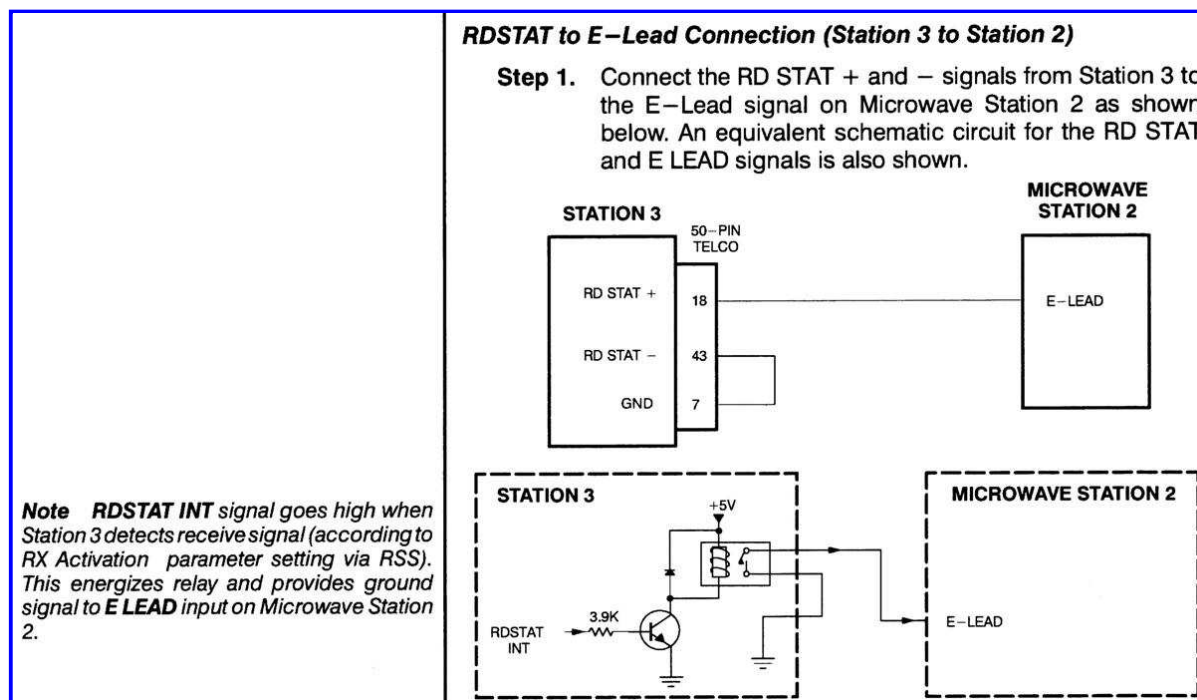 RDSTAT to E–Lead Connection (Station 3 to Station 2)
Step 1. Connect the RD STAT + and – signals from Station 3 to
the E–Lead signal on Microwave Station 2 as shown
below. An equivalent schematic circuit for the RD STAT
and E LEAD signals is also shown.
STATION 3
50–PIN
TELCO
MICROWAVE
STATION 2
RD STAT + 18
E–LEAD
RD STAT – 43
GND 7
Note RDSTAT INT signal goes high when
Station 3 detects receive signal (according to
RX Activation parameter setting via RSS).
This energizes relay and provides ground
signal to E LEAD input on Microwave Station
2.
STATION 3
+5V
3.9K
RDSTAT
INT
MICROWAVE STATION 2
E–LEAD